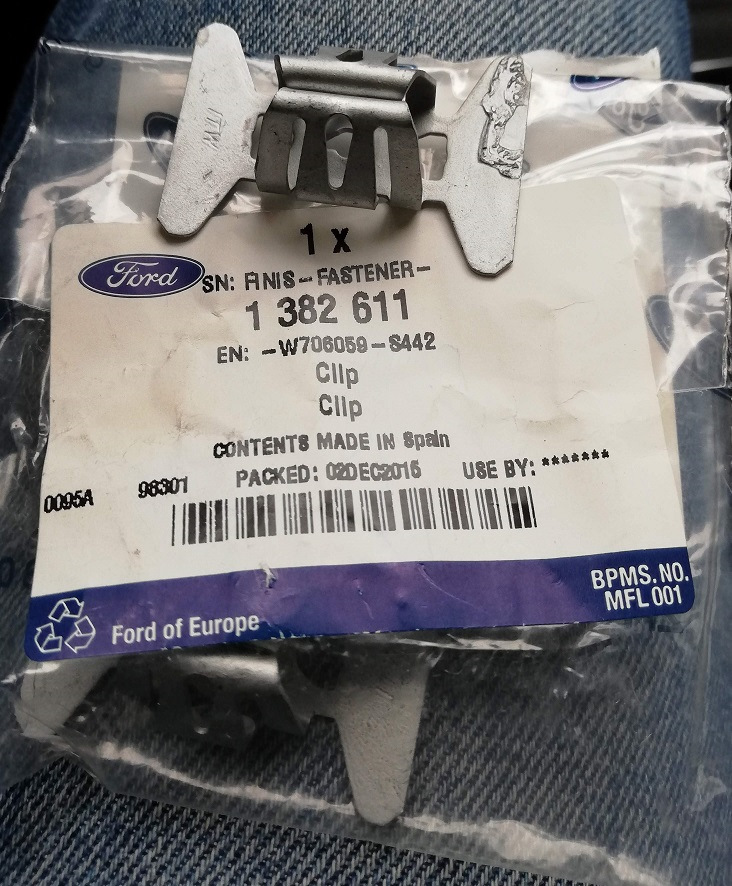 ITW
1 x
Ford
SN: FINIS-FASTENER-
1 382 611
EN: -W706059-S442
Clip
Clip
CONTENTS MADE IN Spain
PACKED: 02DEC2015 USE BY: *******
0095A 98301
BPMS.NO.
MFL 001
Ford of Europe